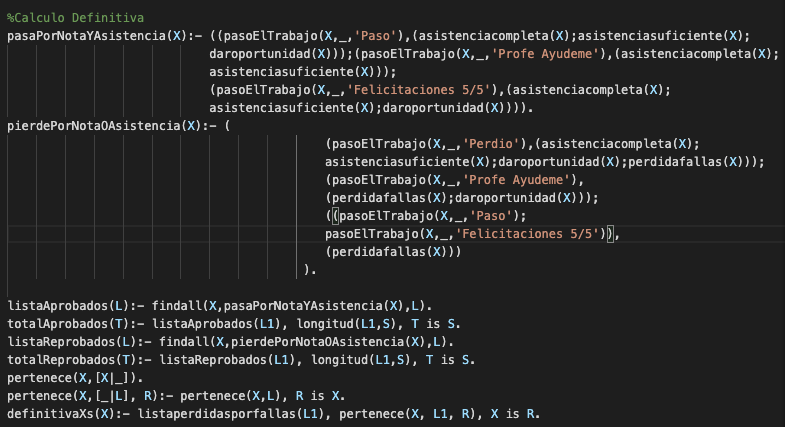 %Calculo Definitiva
pasaPorNotaYAsistencia(X):- ((pasoElTrabajo(X,_,'Paso'),(asistenciacompleta(X);asistenciasuficiente(X);
daroportunidad(X)));(pasoElTrabajo(X,_,'Profe Ayudeme'),(asistenciacompleta(X);
asistenciasuficiente(X)));
(pasoElTrabajo(X,_,'Felicitaciones 5/5'),(asistenciacompleta(X);
asistenciasuficiente(X);daroportunidad(X)))).
pierdePorNotaOAsistencia(X):- (
(pasoElTrabajo(X,_,'Perdio'),(asistenciacompleta(X);
asistenciasuficiente(X);daroportunidad(X);perdidafallas(X)));
(pasoElTrabajo(X,_,'Profe Ayudeme'),
(perdidafallas(X);daroportunidad(X)));
((pasoElTrabajo(X,_,'Paso');
pasoElTrabajo(X,_,'Felicitaciones 5/5')),
(perdidafallas(X)))
).
listaAprobados(L):- findall(X,pasaPorNotaYAsistencia(X),L).
totalAprobados(T):- listaAprobados(L1), longitud(L1,S), T is S.
listaReprobados(L):- findall(X,pierdePorNotaOAsistencia(X),L).
totalReprobados(T):- listaReprobados(L1), longitud(L1,S), T is S.
pertenece(X,[X|_]).
pertenece(X,[_|L], R):- pertenece(X,L), R is X.
definitivaXs(X):- listaperdidasporfallas(L1), pertenece(X, L1, R), X is R.